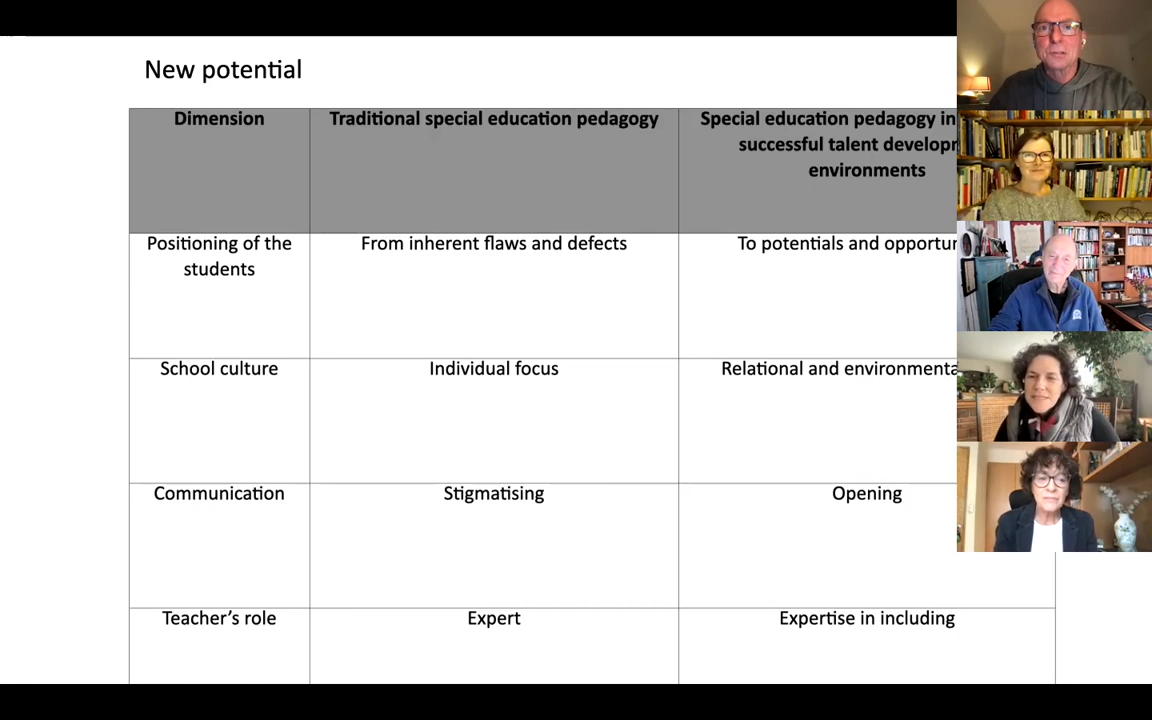 New potential
Dimension
Traditional special education pedagogy
Special education pedagogy in
successful talent developm
environments
Positioning of the
students
From inherent flaws and defects
To potentials and opportun
School culture
Individual focus
Relational and environmenta
Communication
Stigmatising
Opening
Teacher’s role
Expert
Expertise in including